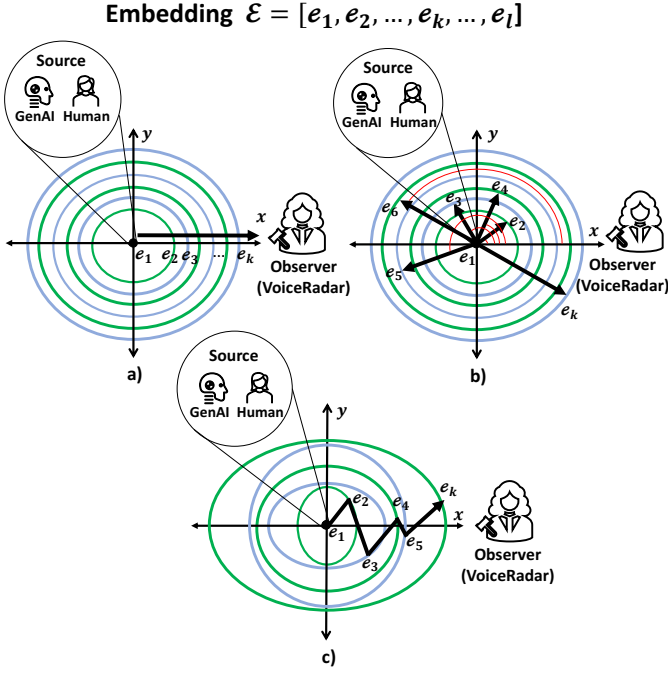 Embedding ℰ = [e₁, e₂, …, eₖ, …, eₗ]
Source
GenAI Human
y
x
e₁ e₂ e₃ … eₖ
Observer
(VoiceRadar)
a)
Source
GenAI Human
y
x
e₁
e₂
e₃
e₄
e₅
e₆
eₖ
Observer
(VoiceRadar)
b)
Source
GenAI Human
y
x
e₁
e₂
e₃
e₄
e₅
eₖ
Observer
(VoiceRadar)
c)